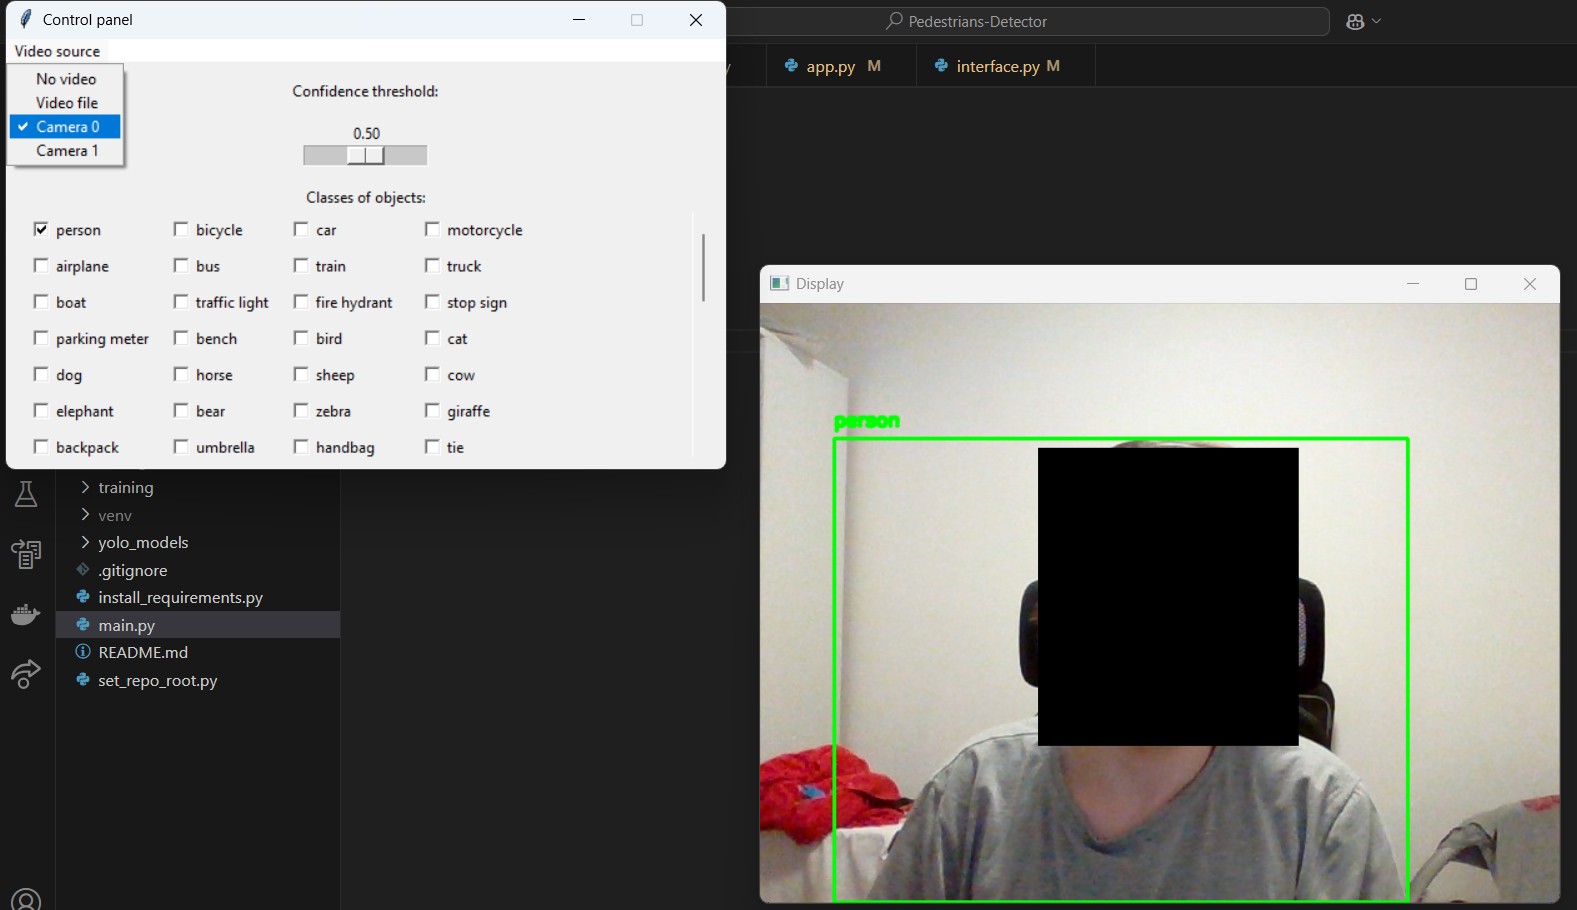 Control panel
Video source
No video
Video file
Camera 0
Camera 1
Confidence threshold:
0.50
Classes of objects:
person bicycle car motorcycle
airplane bus train truck
boat traffic light fire hydrant stop sign
parking meter bench bird cat
dog horse sheep cow
elephant bear zebra giraffe
backpack umbrella handbag tie
Pedestrians-Detector
y app.py M interface.py M
training
venv
yolo_models
.gitignore
install_requirements.py
main.py
README.md
set_repo_root.py
Display
person